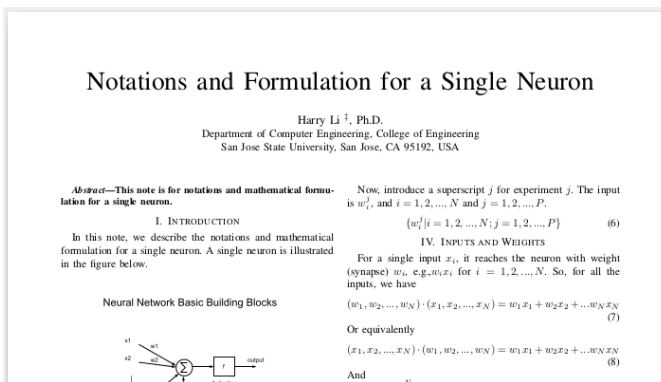 Notations and Formulation for a Single Neuron
Harry Li ‡, Ph.D.
Department of Computer Engineering, College of Engineering
San Jose State University, San Jose, CA 95192, USA
Abstract—This note is for notations and mathematical formu-
lation for a single neuron.
I. INTRODUCTION
In this note, we describe the notations and mathematical
formulation for a single neuron. A single neuron is illustrated
in the figure below.
Neural Network Basic Building Blocks
x1
w1
x2
w2
Σ
f
output
Now, introduce a superscript j for experiment j. The input
is w_i^j, and i = 1, 2, ..., N and j = 1, 2, ..., P.
{w_i^j|i = 1, 2, ..., N; j = 1, 2, ..., P} (6)
IV. INPUTS AND WEIGHTS
For a single input x_i, it reaches the neuron with weight
(synapse) w_i, e.g.,w_ix_i for i = 1, 2, ..., N. So, for all the
inputs, we have
(w_1, w_2, ..., w_N) · (x_1, x_2, ..., x_N) = w_1x_1 + w_2x_2 + ...w_Nx_N
(7)
Or equivalently
(x_1, x_2, ..., x_N) · (w_1, w_2, ..., w_N) = w_1x_1 + w_2x_2 + ...w_Nx_N
(8)
And